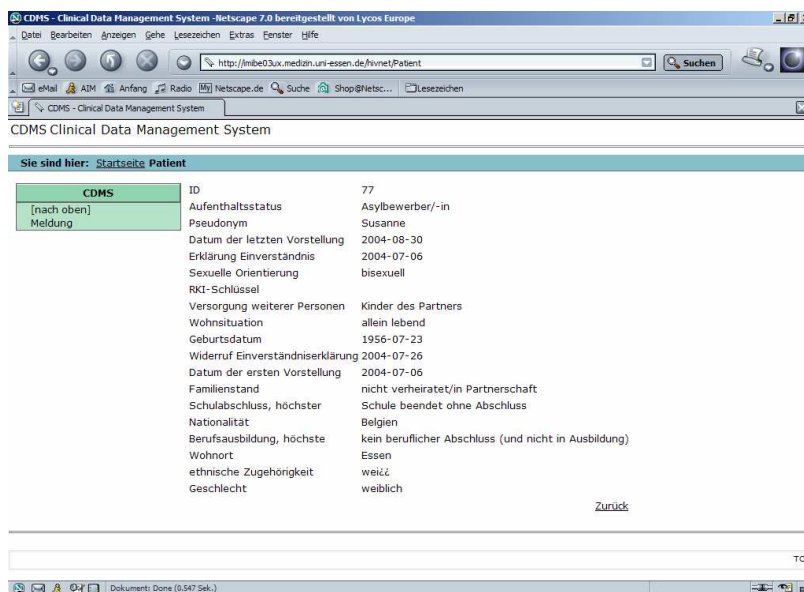 CDMS - Clinical Data Management System -Netscape 7.0 bereitgestellt von Lycos Europe
Datei Bearbeiten Anzeigen Gehe Lesezeichen Extras Fenster Hilfe
http://imibe03ux.medizin.uni-essen.de/hivnet/Patient Suchen
eMail AIM Anfang Radio My Netscape.de Suche Shop@Netsc... Lesezeichen
CDMS - Clinical Data Management System
CDMS Clinical Data Management System
Sie sind hier: Startseite Patient
CDMS
[nach oben]
Meldung
ID 77
Aufenthaltsstatus Asylbewerber/-in
Pseudonym Susanne
Datum der letzten Vorstellung 2004-08-30
Erklärung Einverständnis 2004-07-06
Sexuelle Orientierung bisexuell
RKI-Schlüssel
Versorgung weiterer Personen Kinder des Partners
Wohnsituation allein lebend
Geburtsdatum 1956-07-23
Widerruf Einverständniserklärung 2004-07-26
Datum der ersten Vorstellung 2004-07-06
Familienstand nicht verheiratet/in Partnerschaft
Schulabschluss, höchster Schule beendet ohne Abschluss
Nationalität Belgien
Berufsausbildung, höchste kein beruflicher Abschluss (und nicht in Ausbildung)
Wohnort Essen
ethnische Zugehörigkeit wei¿¿
Geschlecht weiblich
Zurück
TO
Dokument: Done (0.547 Sek.)